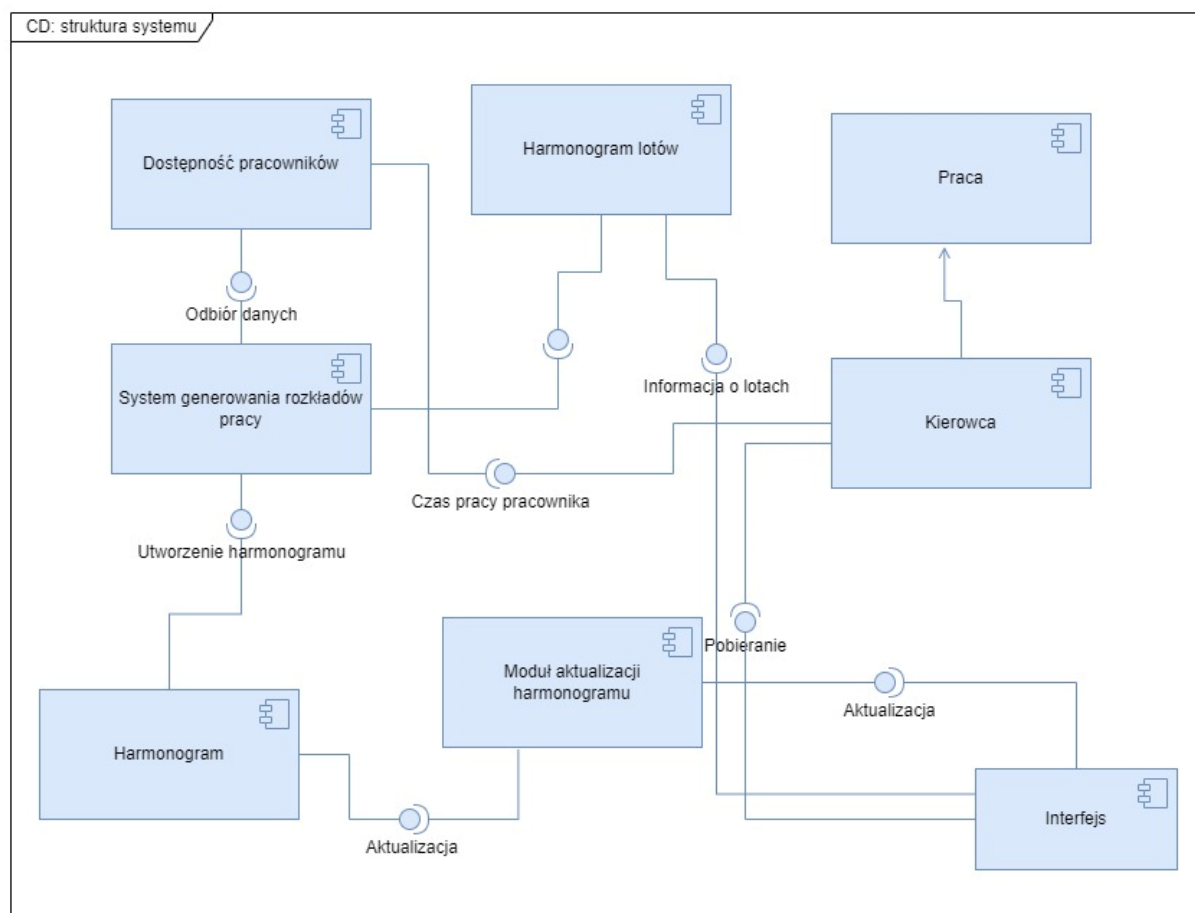 CD: struktura systemu
Dostępność pracowników
Harmonogram lotów
Praca
Odbiór danych
System generowania rozkładów
pracy
Informacja o lotach
Kierowca
Czas pracy pracownika
Utworzenie harmonogramu
Pobieranie
Moduł aktualizacji
harmonogramu
Aktualizacja
Harmonogram
Interfejs
Aktualizacja